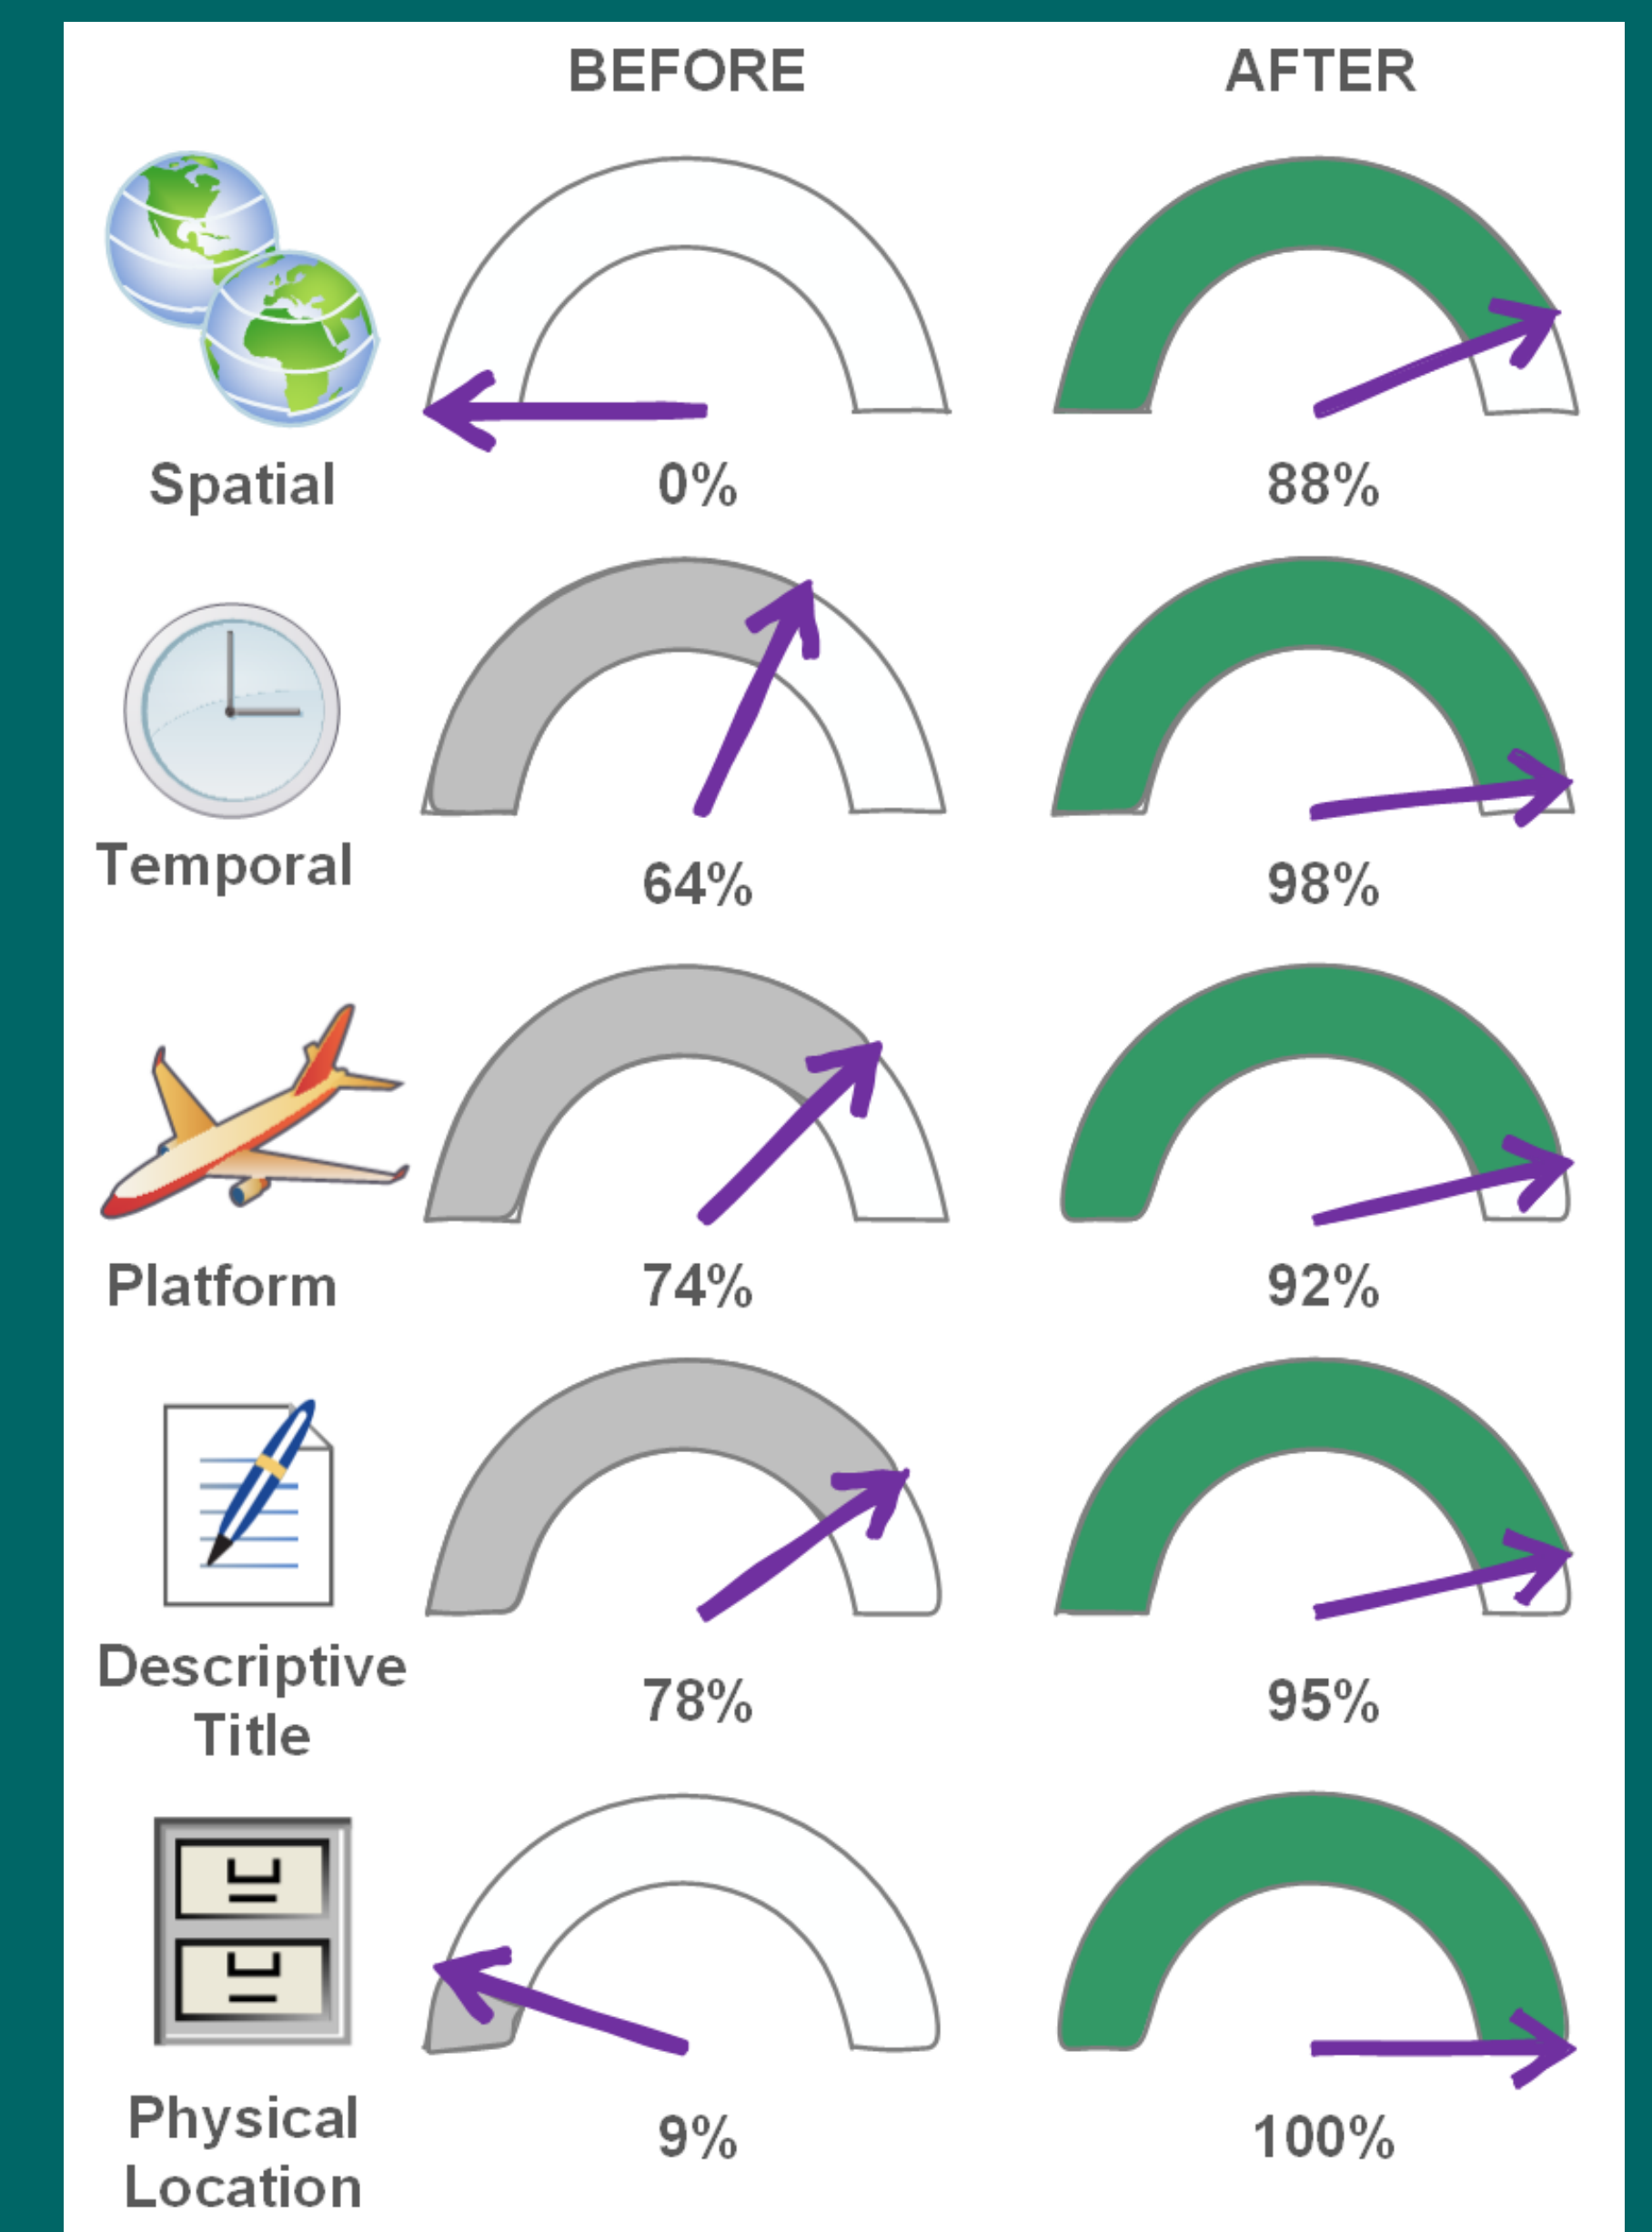 BEFORE AFTER
Spatial 0% 88%
Temporal 64% 98%
Platform 74% 92%
Descriptive
Title 78% 95%
Physical
Location 9% 100%